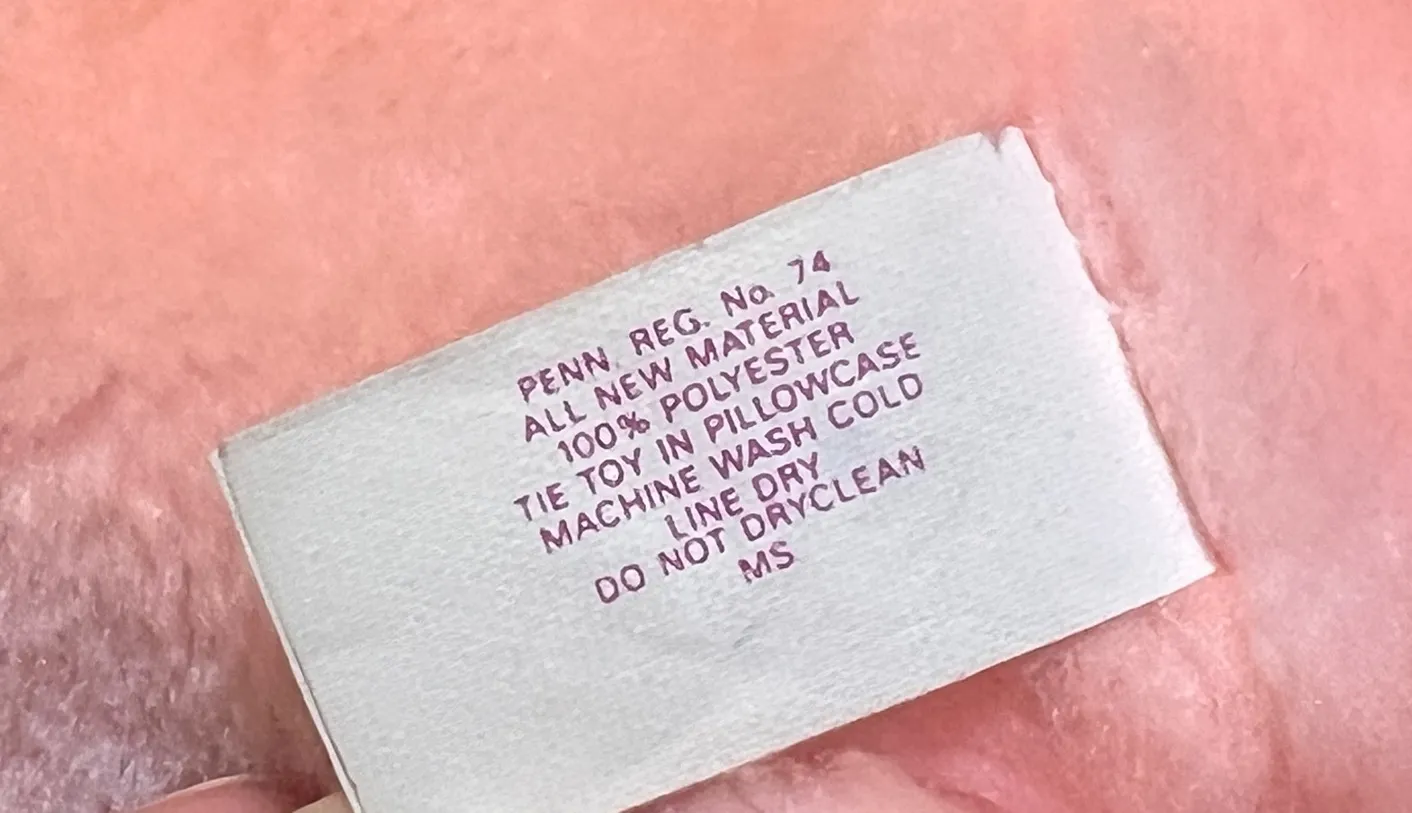 PENN. REG. No. 74
ALL NEW MATERIAL
100% POLYESTER
TIE TOY IN PILLOWCASE
MACHINE WASH COLD
LINE DRY
DO NOT DRYCLEAN
MS